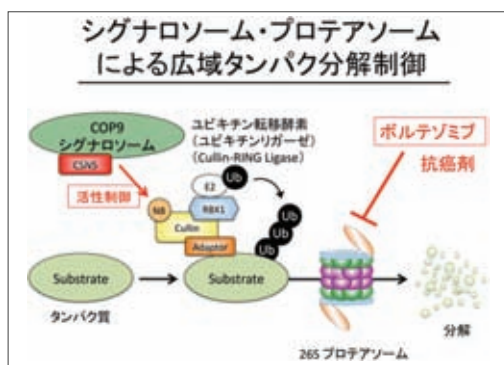 シグナロソーム・プロテアソーム
による広域タンパク分解制御
COP9
シグナロソーム
CSN5
活性制御
ユビキチン転移酵素
(ユビキチンリガーゼ)
(Cullin-RING Ligase)
E2
Ub
N8
RBX1
Cullin
Adaptor
Ub
Ub
Ub
ボルテゾミブ
抗癌剤
Substrate
Substrate
タンパク質
26S プロテアソーム
分解